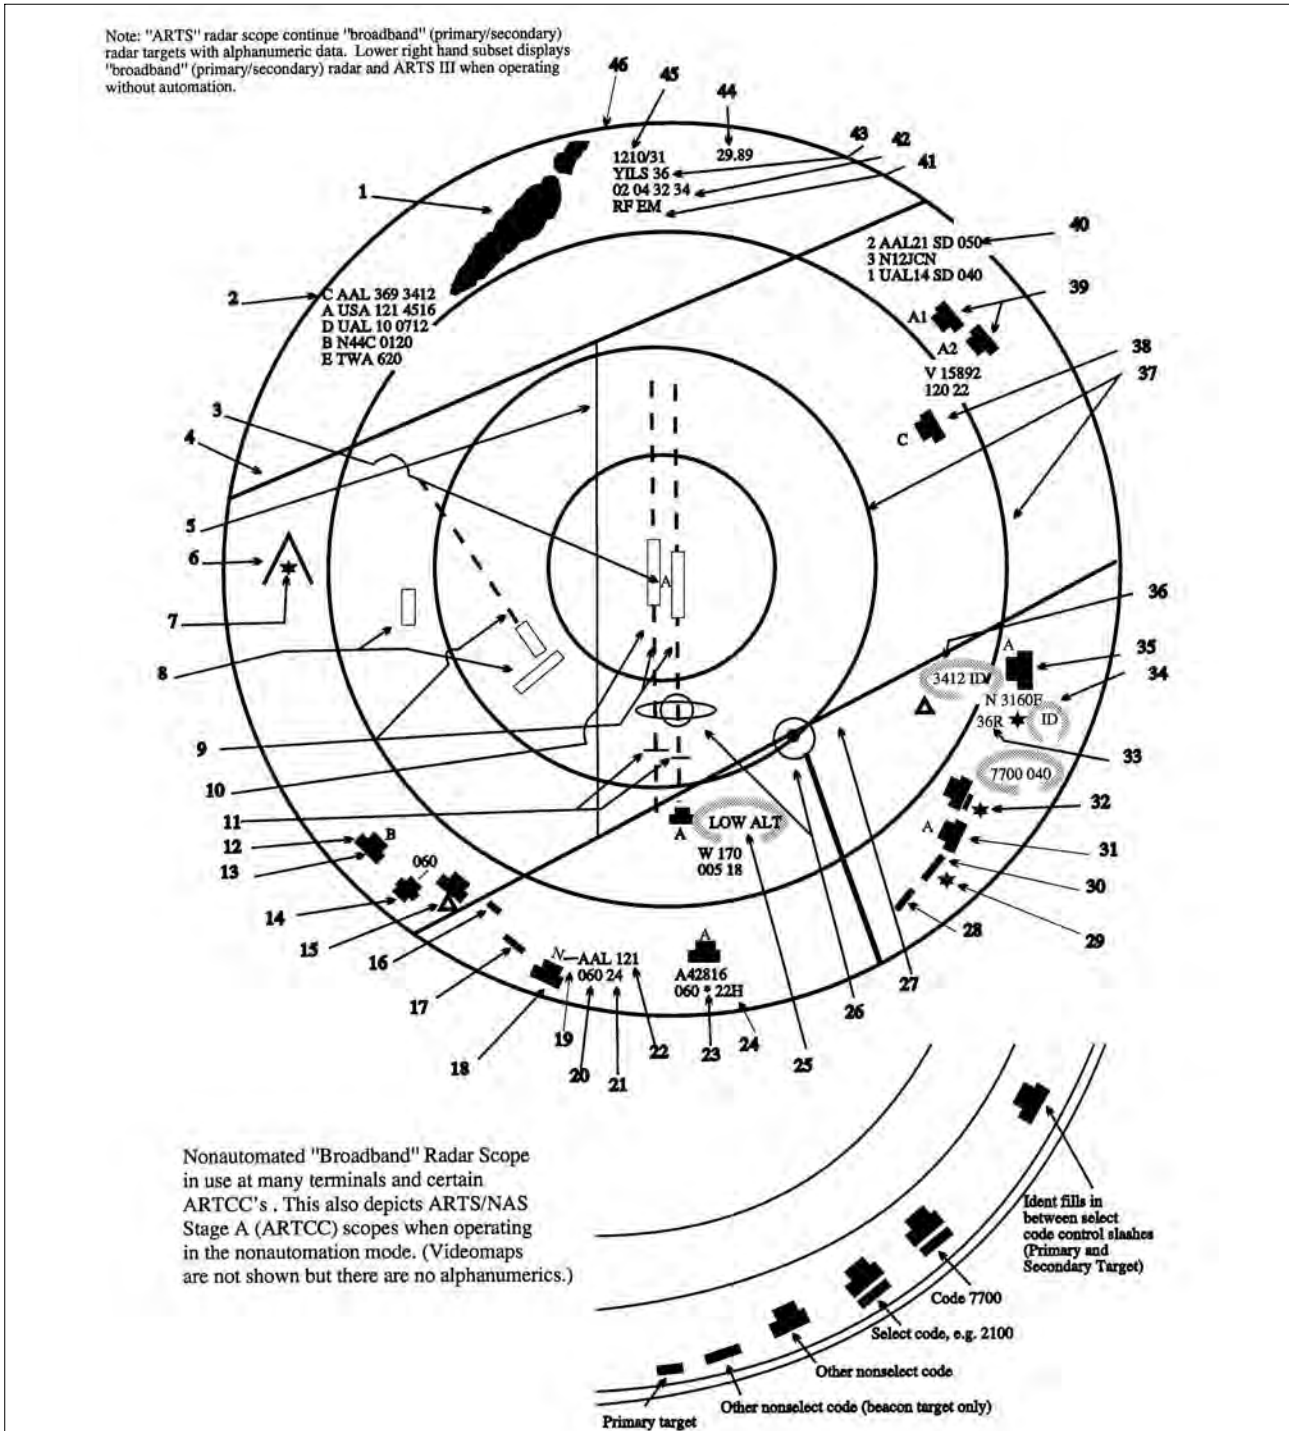 Note: "ARTS" radar scope continue "broadband" (primary/secondary)
radar targets with alphanumeric data. Lower right hand subset displays
"broadband" (primary/secondary) radar and ARTS III when operating
without automation.
46
45
44
43
42
41
1210/31
29.89
YILS 36
02 04 32 34
RF EM
1
40
2 AAL21 SD 050
3 N12JCN
1 UAL14 SD 040
2
C AAL 369 3412
A USA 121 4516
D UAL 10 0712
B N44C 0120
E TWA 620
39
A1
A2
38
V 15892
120 22
37
3
C
4
5
6
A
7
36
A
35
8
3412 ID
34
N 3160F
36R
ID
9
33
10
7700 040
11
32
12
B
A
LOW ALT
A
31
13
060
W 170
005 18
30
14
15
16
28
29
17
N
AAL 121
060 24
A
A42816
060 * 22H
27
18
19
20
21
22
23
24
25
26
Nonautomated "Broadband" Radar Scope
in use at many terminals and certain
ARTCC's . This also depicts ARTS/NAS
Stage A (ARTCC) scopes when operating
in the nonautomation mode. (Videomaps
are not shown but there are no alphanumerics.)
Ident fills in
between select
code control slashes
(Primary and
Secondary Target)
Code 7700
Select code, e.g. 2100
Other nonselect code
Other nonselect code (beacon target only)
Primary target